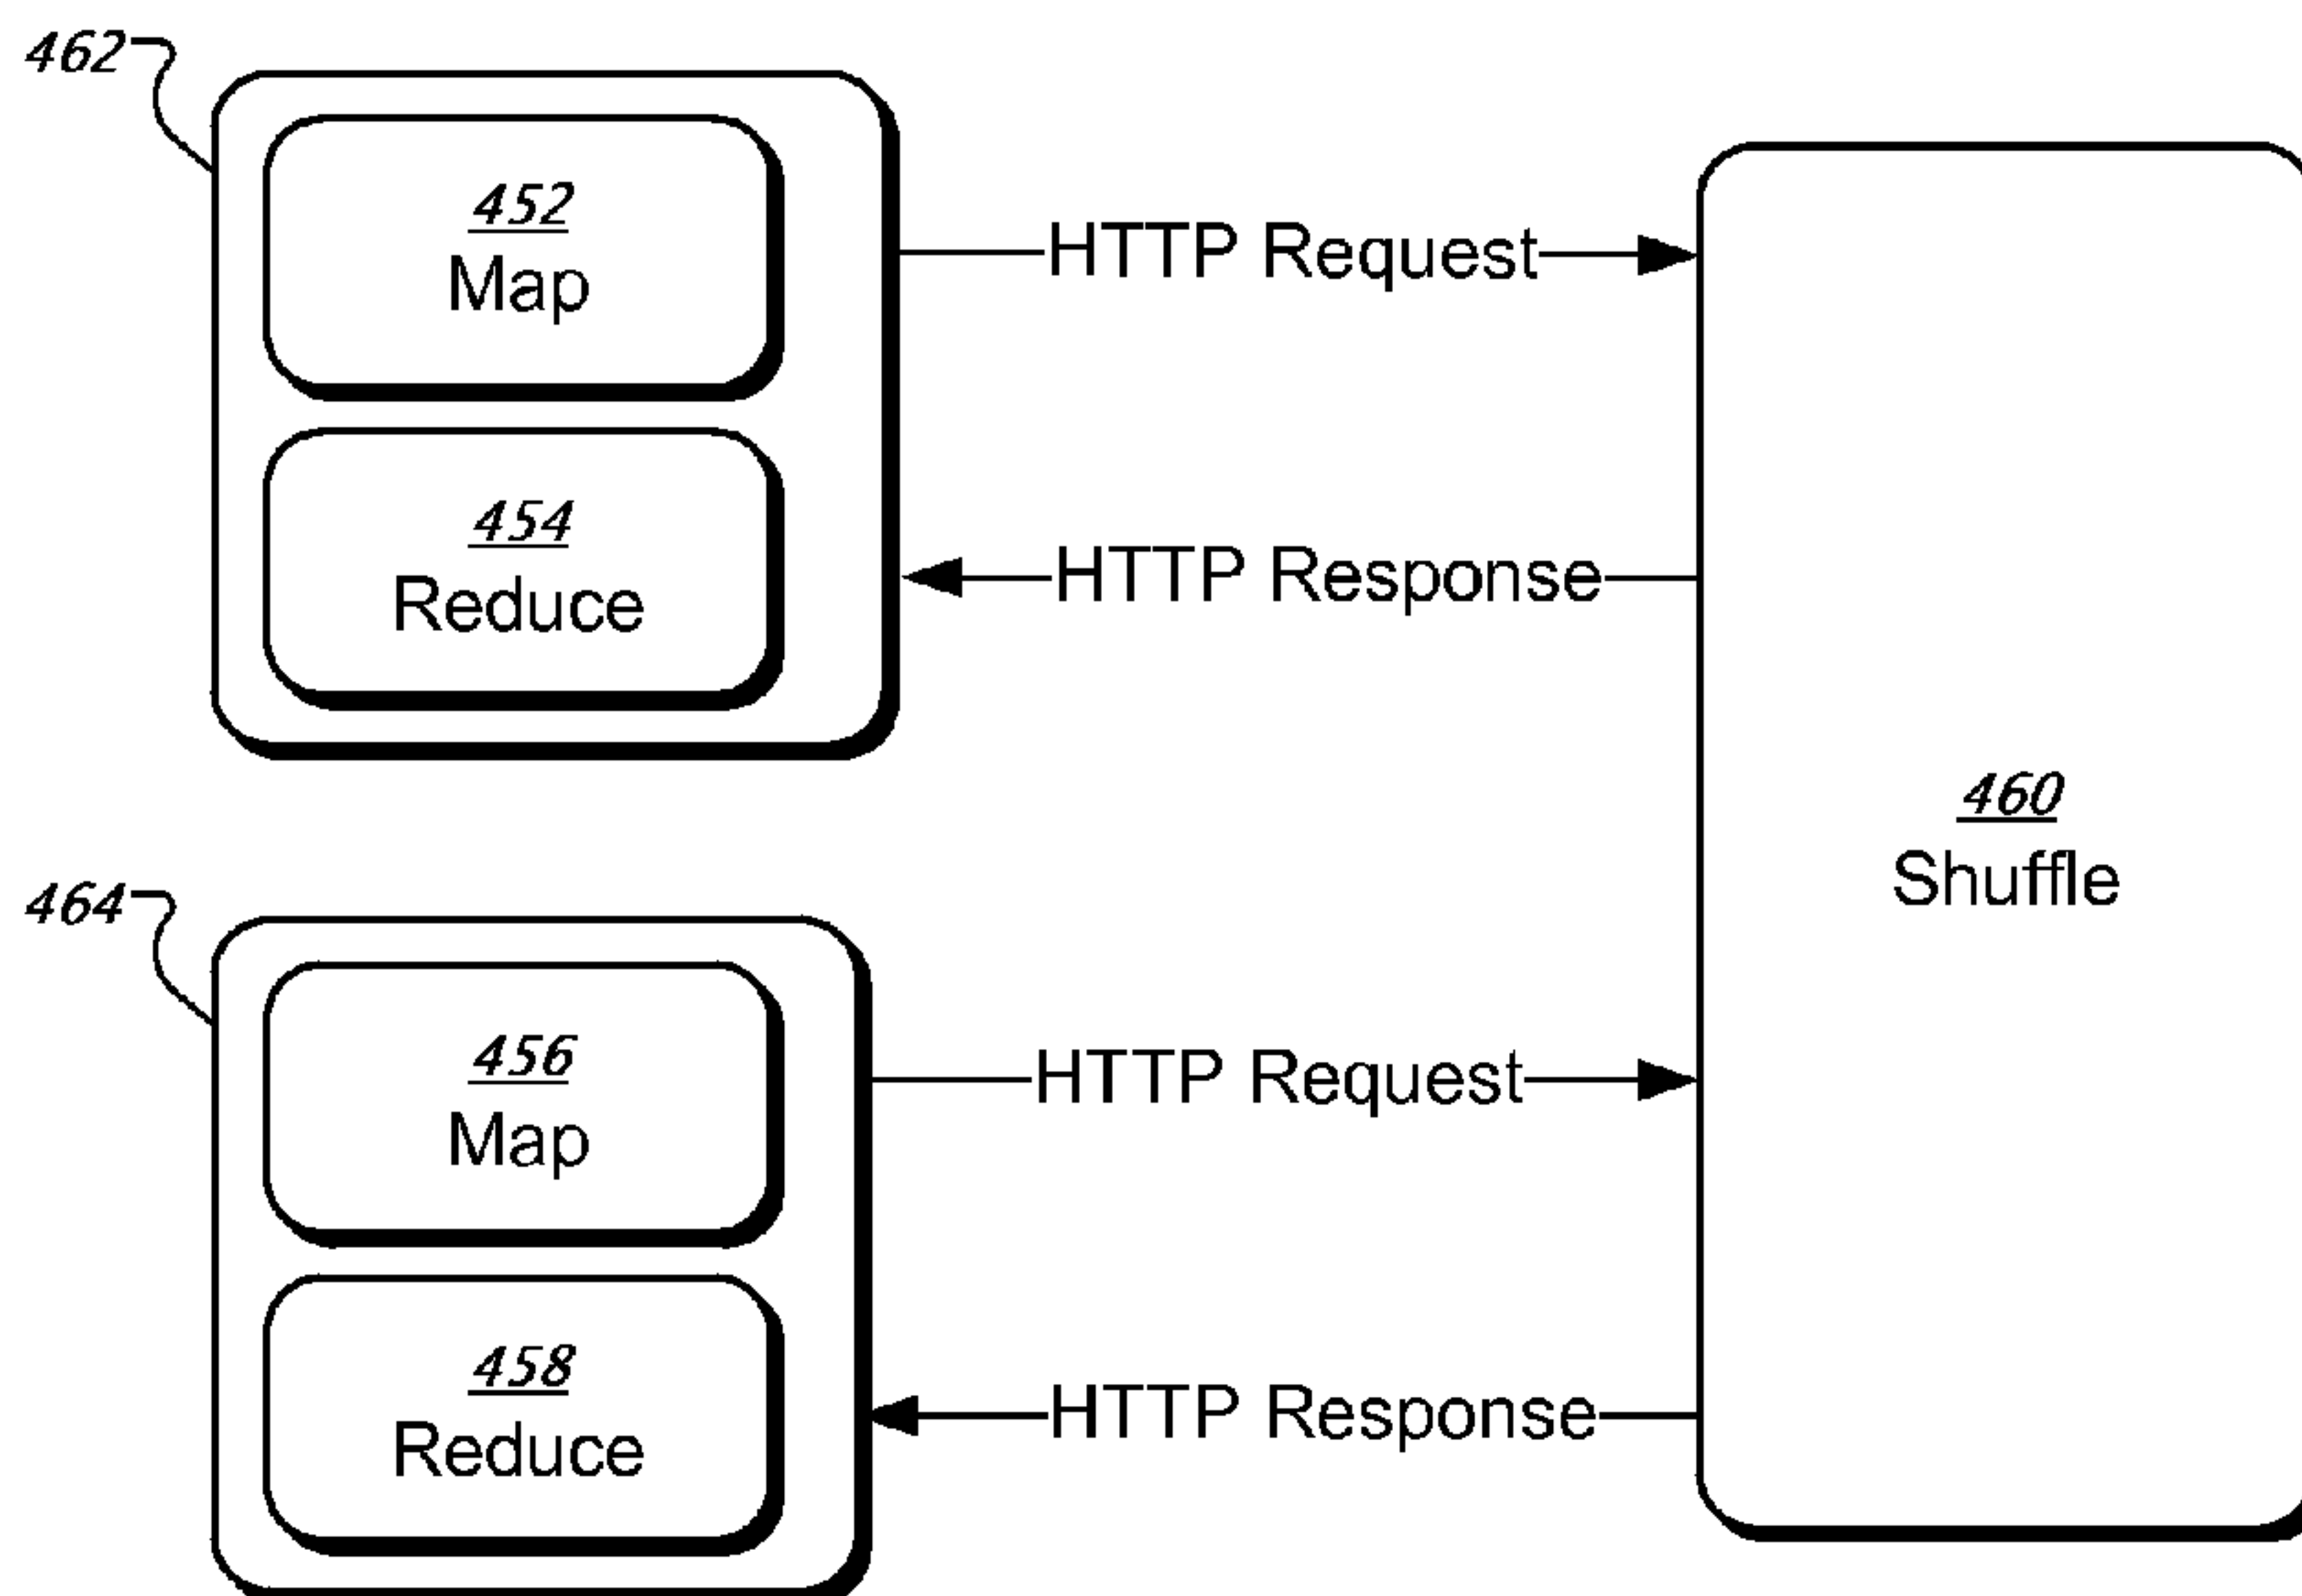 462
452
Map
HTTP Request
454
Reduce
HTTP Response
460
Shuffle
464
456
Map
HTTP Request
458
Reduce
HTTP Response